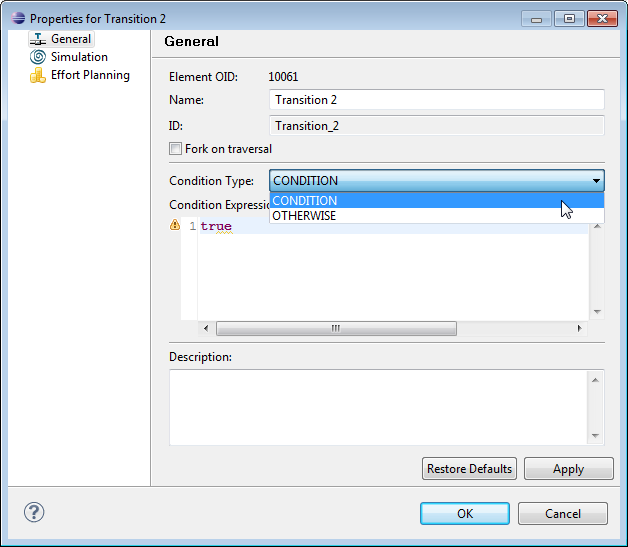 Properties for Transition 2
General
Simulation
Effort Planning
General
Element OID: 10061
Name: Transition 2
ID: Transition_2
Fork on traversal
Condition Type: CONDITION
CONDITION
Condition Expressi
OTHERWISE
1 true
Description:
Restore Defaults Apply
? OK Cancel